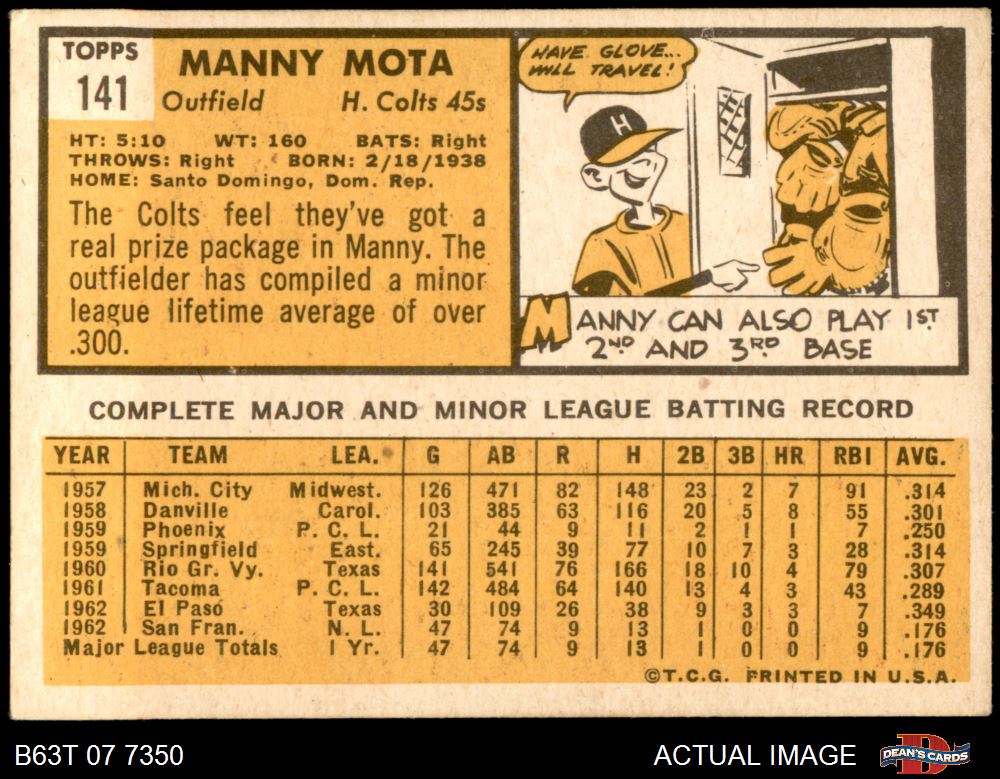 TOPPS
141
MANNY MOTA
Outfield H. Colts 45s
HT: 5:10 WT: 160 BATS: Right
THROWS: Right BORN: 2/18/1938
HOME: Santo Domingo, Dom. Rep.
The Colts feel they've got a
real prize package in Manny. The
outfielder has compiled a minor
league lifetime average of over
.300.
HAVE GLOVE...
WILL TRAVEL!
H
MANNY CAN ALSO PLAY 1ST
2ND AND 3RD BASE
COMPLETE MAJOR AND MINOR LEAGUE BATTING RECORD
YEAR TEAM LEA. G AB R H 2B 3B HR RBI AVG.
1957 Mich. City Midwest. 126 471 82 148 23 2 7 91 .314
1958 Danville Carol. 103 385 63 116 20 5 8 55 .301
1959 Phoenix P. C. L. 21 44 9 11 2 1 1 7 .250
1959 Springfield East. 65 245 39 77 10 7 3 28 .314
1960 Rio Gr. Vy. Texas 141 541 76 166 18 10 4 79 .307
1961 Tacoma P. C. L. 142 484 64 140 13 4 3 43 .289
1962 El Paso Texas 30 109 26 38 9 3 3 7 .349
1962 San Fran. N. L. 47 74 9 13 1 0 0 9 .176
Major League Totals 1 Yr. 47 74 9 13 1 0 0 9 .176
©T.C.G. PRINTED IN U.S.A.
B63T 07 7350 ACTUAL IMAGE DEAN'S CARDS